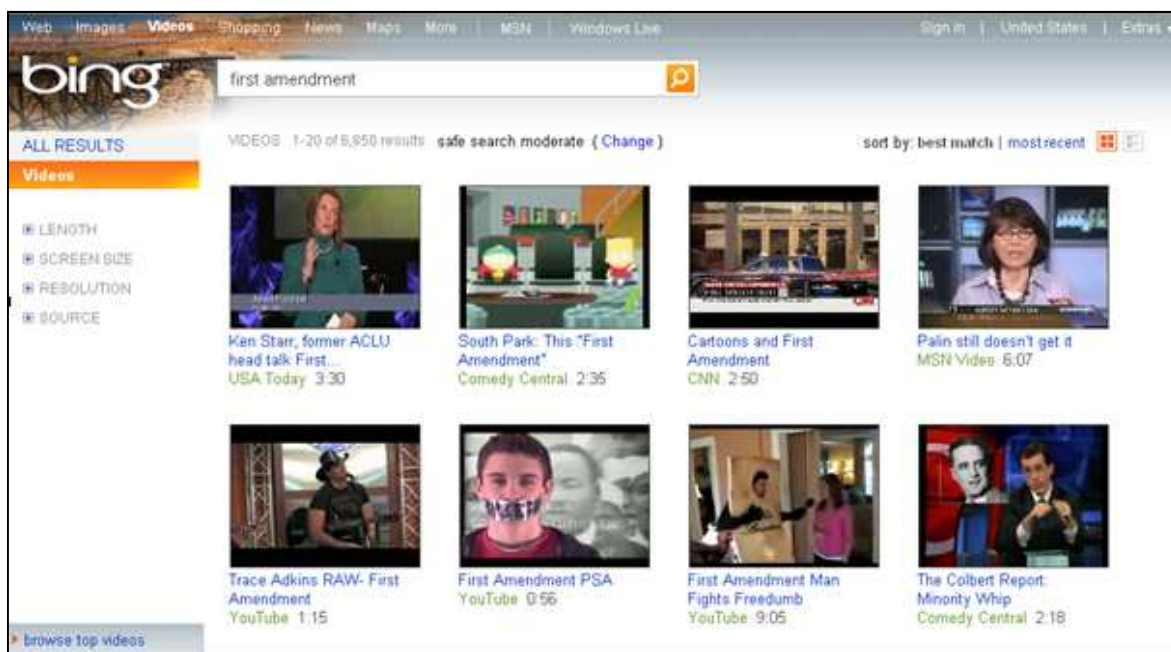 Web Images Videos Shopping News Maps More | MSN | Windows Live Sign in | United States | Extras
bing
first amendment
ALL RESULTS
VIDEOS 1-20 of 6,850 results safe search moderate ( Change ) sort by: best match | most recent
Videos
LENGTH
SCREEN SIZE
RESOLUTION
SOURCE
Ken Starr, former ACLU
head talk First...
USA Today 3:30
South Park: This "First
Amendment"
Comedy Central 2:35
Cartoons and First
Amendment
CNN 2:50
Palin still doesn't get it
MSN Video 6:07
Trace Adkins RAW- First
Amendment
YouTube 1:15
First Amendment PSA
YouTube 0:56
First Amendment Man
Fights Freedumb
YouTube 9:05
The Colbert Report:
Minority Whip
Comedy Central 2:18
browse top videos